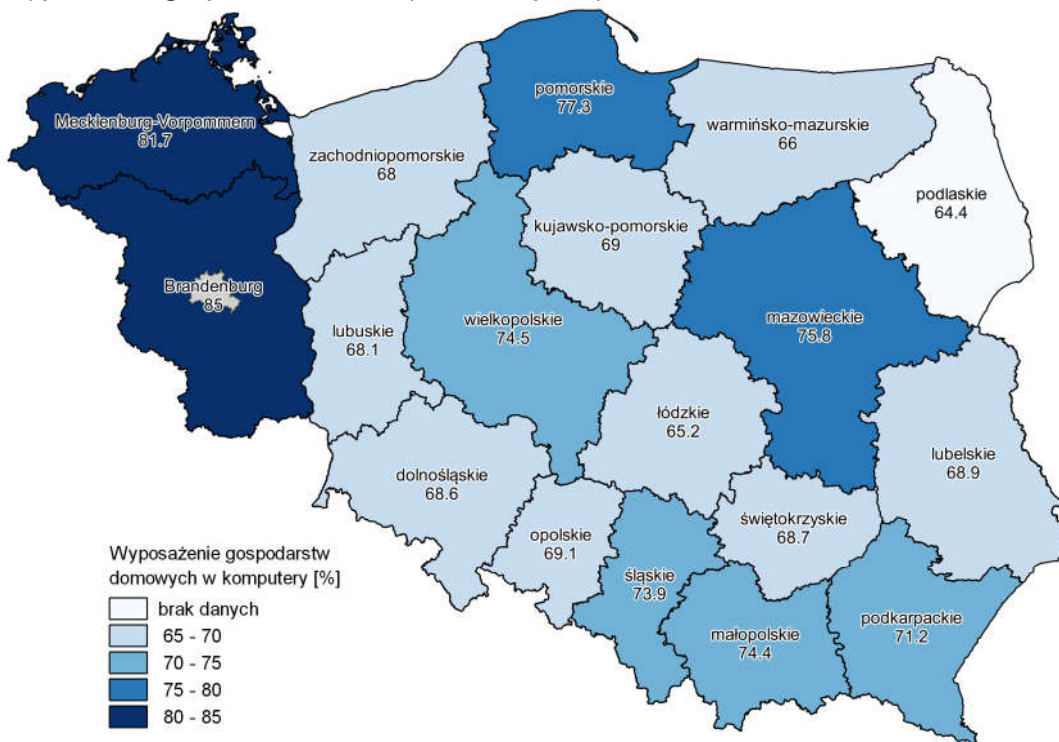 pomorskie
77.3
Mecklenburg-Vorpommern
81.7
warmińsko-mazurskie
66
zachodniopomorskie
68
podlaskie
64.4
kujawsko-pomorskie
69
Brandenburg
85
lubuskie
68.1
wielkopolskie
74.5
mazowieckie
75.8
łódzkie
65.2
lubelskie
68.9
dolnośląskie
68.6
opolskie
69.1
świętokrzyskie
68.7
śląskie
73.9
małopolskie
74.4
podkarpackie
71.2
Wyposażenie gospodarstw
domowych w komputery [%]
brak danych
65 - 70
70 - 75
75 - 80
80 - 85